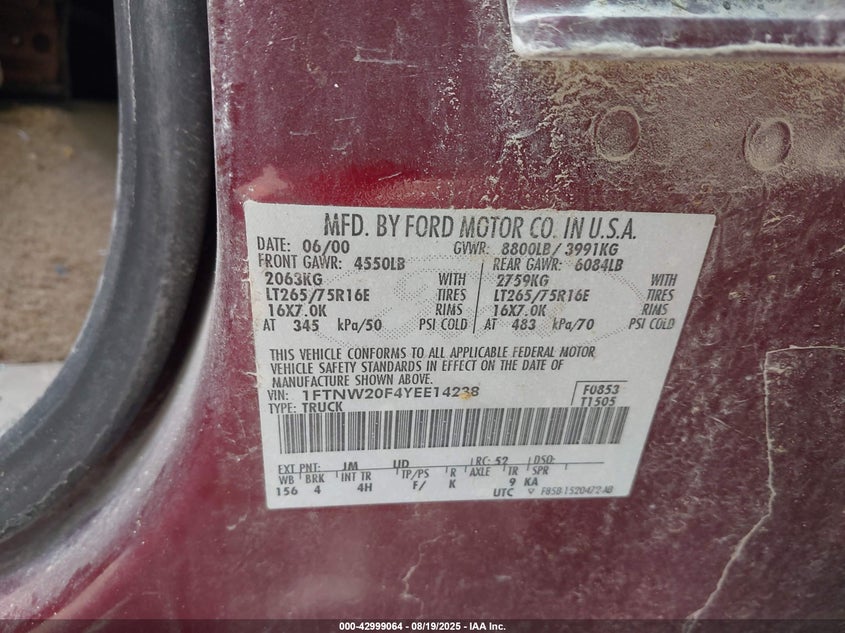 MFD. BY FORD MOTOR CO. IN U.S.A.
DATE: 06/00 GVWR: 8800LB/ 3991KG
FRONT GAWR: 4550LB REAR GAWR: 6084LB
2063KG WITH 2759KG WITH
LT265/75R16E TIRES LT265/75R16E TIRES
16X7.0K RIMS 16X7.0K RIMS
AT 345 kPa/50 PSI COLD AT 483 kPa/70 PSI COLD
THIS VEHICLE CONFORMS TO ALL APPLICABLE FEDERAL MOTOR
VEHICLE SAFETY STANDARDS IN EFFECT ON THE DATE OF
MANUFACTURE SHOWN ABOVE.
VIN: 1FTNW20F4YEE14238 F0853
TYPE: TRUCK T1505
EXT PNT: JM UD RC: 52 DSO:
WB BRK INT TR TP/PS R AXLE TR SPR
156 4 4H F/ K 9 KA
UTC F85B-1520472-AB
000-42999064 - 08/19/2025 - IAA Inc.